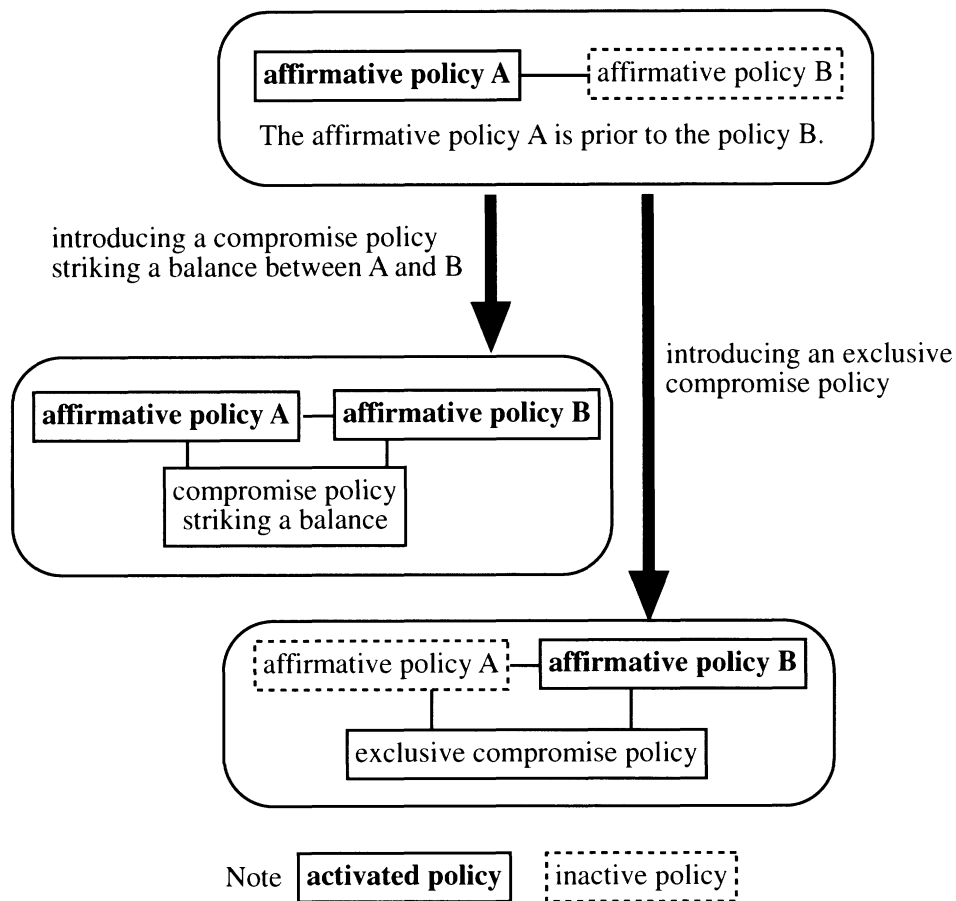 affirmative policy A
affirmative policy B
The affirmative policy A is prior to the policy B.
introducing a compromise policy
striking a balance between A and B
introducing an exclusive
compromise policy
affirmative policy A
affirmative policy B
compromise policy
striking a balance
affirmative policy A
affirmative policy B
exclusive compromise policy
Note
activated policy
inactive policy